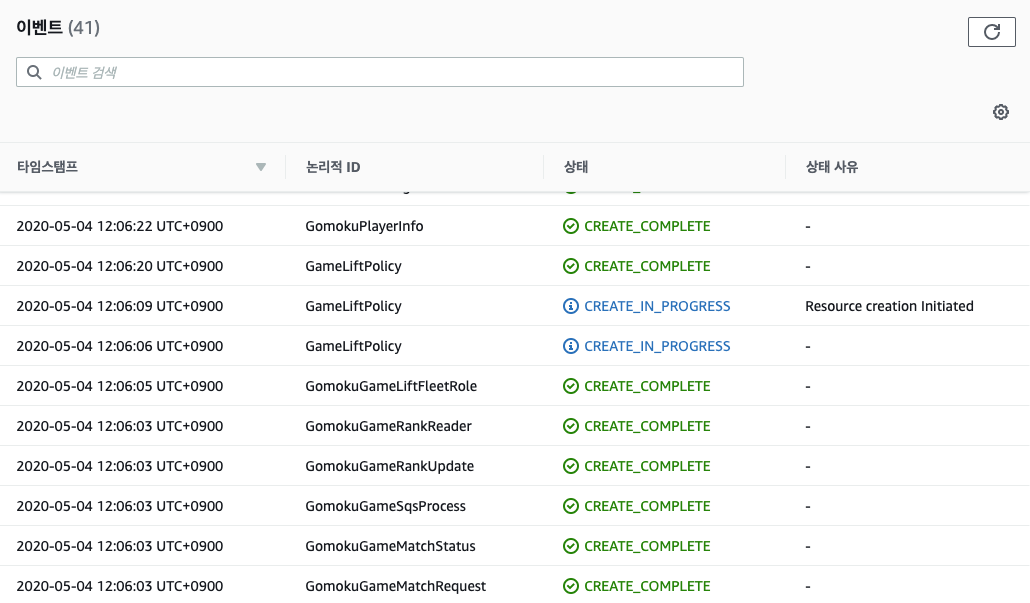 이벤트 (41)
이벤트 검색
타임스탬프 논리적 ID 상태 상태 사유
2020-05-04 12:06:22 UTC+0900 GomokuPlayerInfo CREATE_COMPLETE -
2020-05-04 12:06:20 UTC+0900 GameLiftPolicy CREATE_COMPLETE -
2020-05-04 12:06:09 UTC+0900 GameLiftPolicy CREATE_IN_PROGRESS Resource creation Initiated
2020-05-04 12:06:06 UTC+0900 GameLiftPolicy CREATE_IN_PROGRESS -
2020-05-04 12:06:05 UTC+0900 GomokuGameLiftFleetRole CREATE_COMPLETE -
2020-05-04 12:06:03 UTC+0900 GomokuGameRankReader CREATE_COMPLETE -
2020-05-04 12:06:03 UTC+0900 GomokuGameRankUpdate CREATE_COMPLETE -
2020-05-04 12:06:03 UTC+0900 GomokuGameSqsProcess CREATE_COMPLETE -
2020-05-04 12:06:03 UTC+0900 GomokuGameMatchStatus CREATE_COMPLETE -
2020-05-04 12:06:03 UTC+0900 GomokuGameMatchRequest CREATE_COMPLETE -